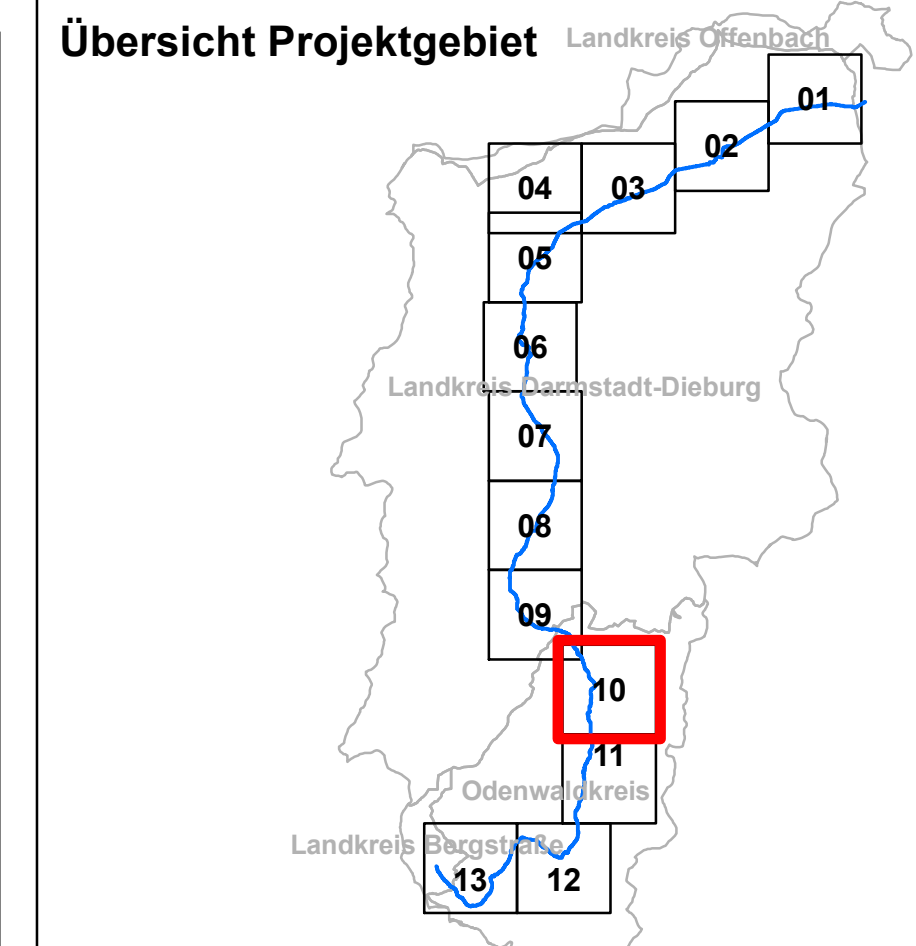 Übersicht Projektgebiet
Landkreis Offenbach
01
02
03
04
05
06
Landkreis Darmstadt-Dieburg
07
08
09
10
11
Odenwaldkreis
Landkreis Bergstraße
13
12